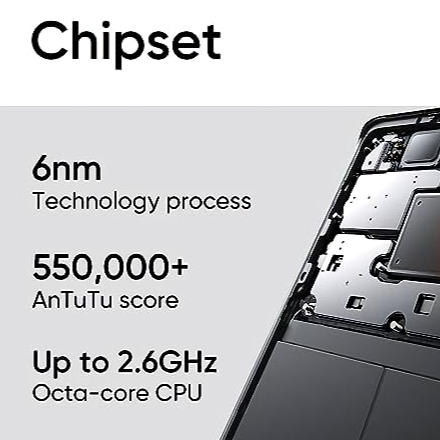 Chipset
6nm
Technology process
550,000+
AnTuTu score
Up to 2.6GHz
Octa-core CPU